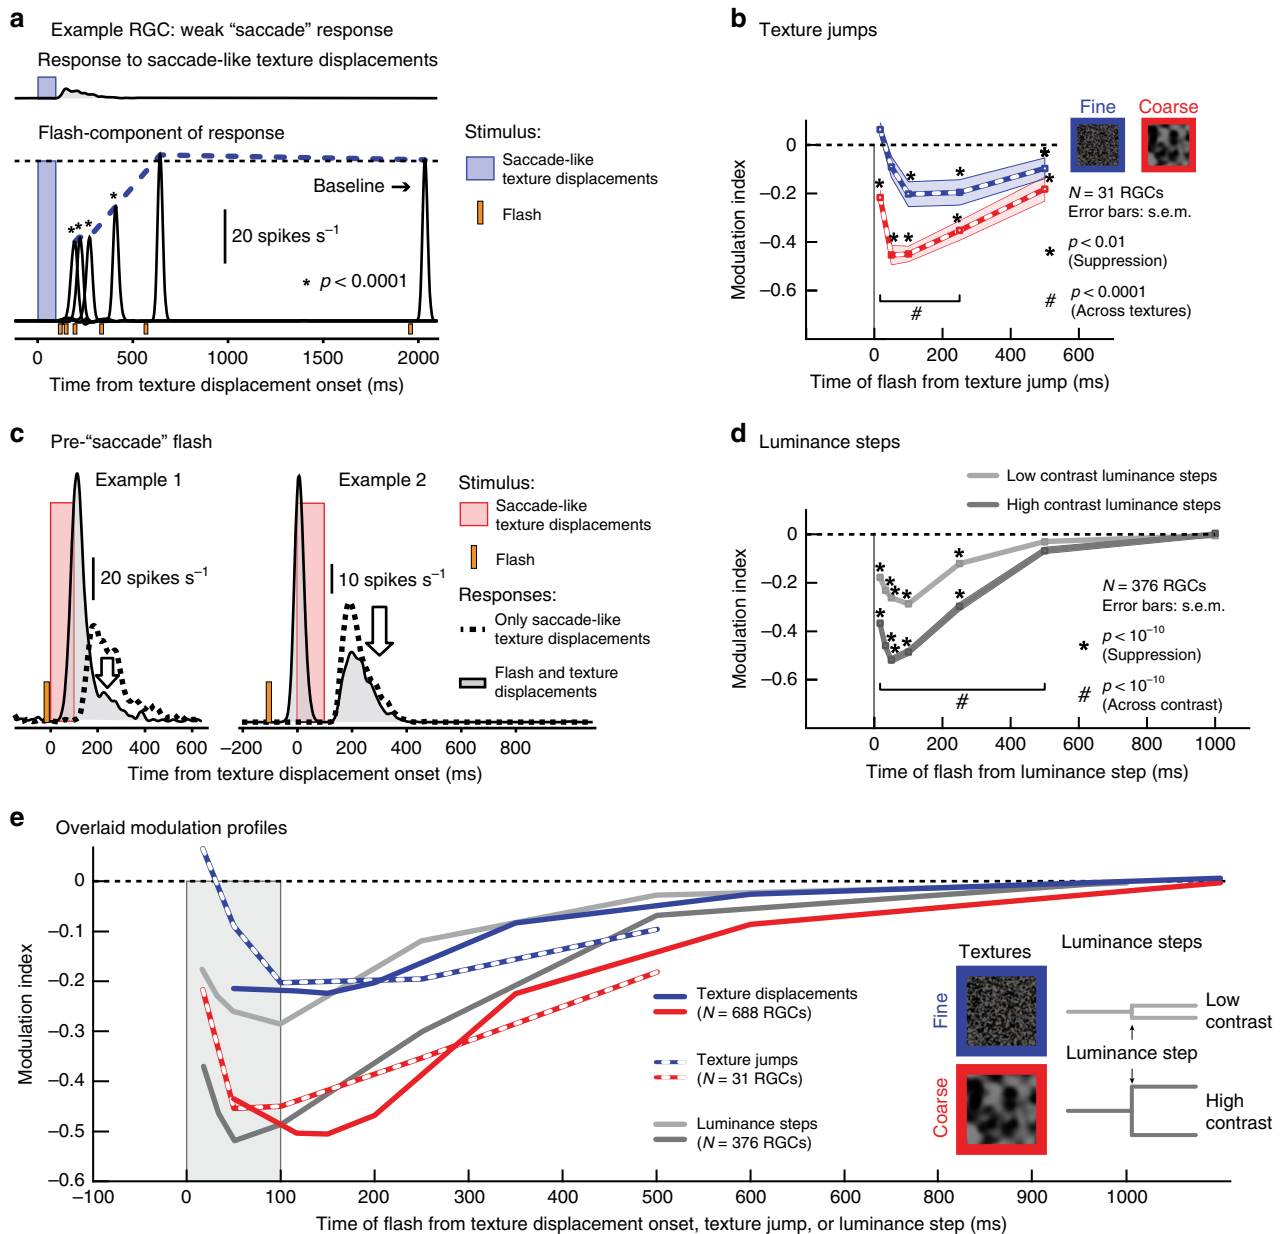 a
Example RGC: weak “saccade” response
Response to saccade-like texture displacements
Flash-component of response
* * *
*
Baseline →
20 spikes s−1
* p < 0.0001
0 500 1000 1500 2000
Time from texture displacement onset (ms)
Stimulus:
Saccade-like
texture displacements
Flash
b
Texture jumps
Fine Coarse
0
−0.2
−0.4
−0.6
Modulation index
* * * *
* * * * *
#
N = 31 RGCs
Error bars: s.e.m.
* p < 0.01
(Suppression)
# p < 0.0001
(Across textures)
0 200 400 600
Time of flash from texture jump (ms)
c
Pre-“saccade” flash
Example 1
Example 2
20 spikes s−1
10 spikes s−1
0 200 400 600
−200 0 200 400 600 800
Time from texture displacement onset (ms)
Stimulus:
Saccade-like
texture displacements
Flash
Responses:
Only saccade-like
texture displacements
Flash and texture
displacements
d
Luminance steps
Low contrast luminance steps
High contrast luminance steps
0
−0.2
−0.4
−0.6
Modulation index
* * * * *
* * * * *
#
N = 376 RGCs
Error bars: s.e.m.
* p < 10−10
(Suppression)
# p < 10−10
(Across contrast)
0 200 400 600 800 1000
Time of flash from luminance step (ms)
e
Overlaid modulation profiles
0
−0.1
−0.2
−0.3
−0.4
−0.5
−0.6
Modulation index
−100 0 100 200 300 400 500 600 700 800 900 1000
Time of flash from texture displacement onset, texture jump, or luminance step (ms)
Texture displacements
(N = 688 RGCs)
Texture jumps
(N = 31 RGCs)
Luminance steps
(N = 376 RGCs)
Textures
Fine
Coarse
Luminance steps
Low
contrast
Luminance step
High
contrast